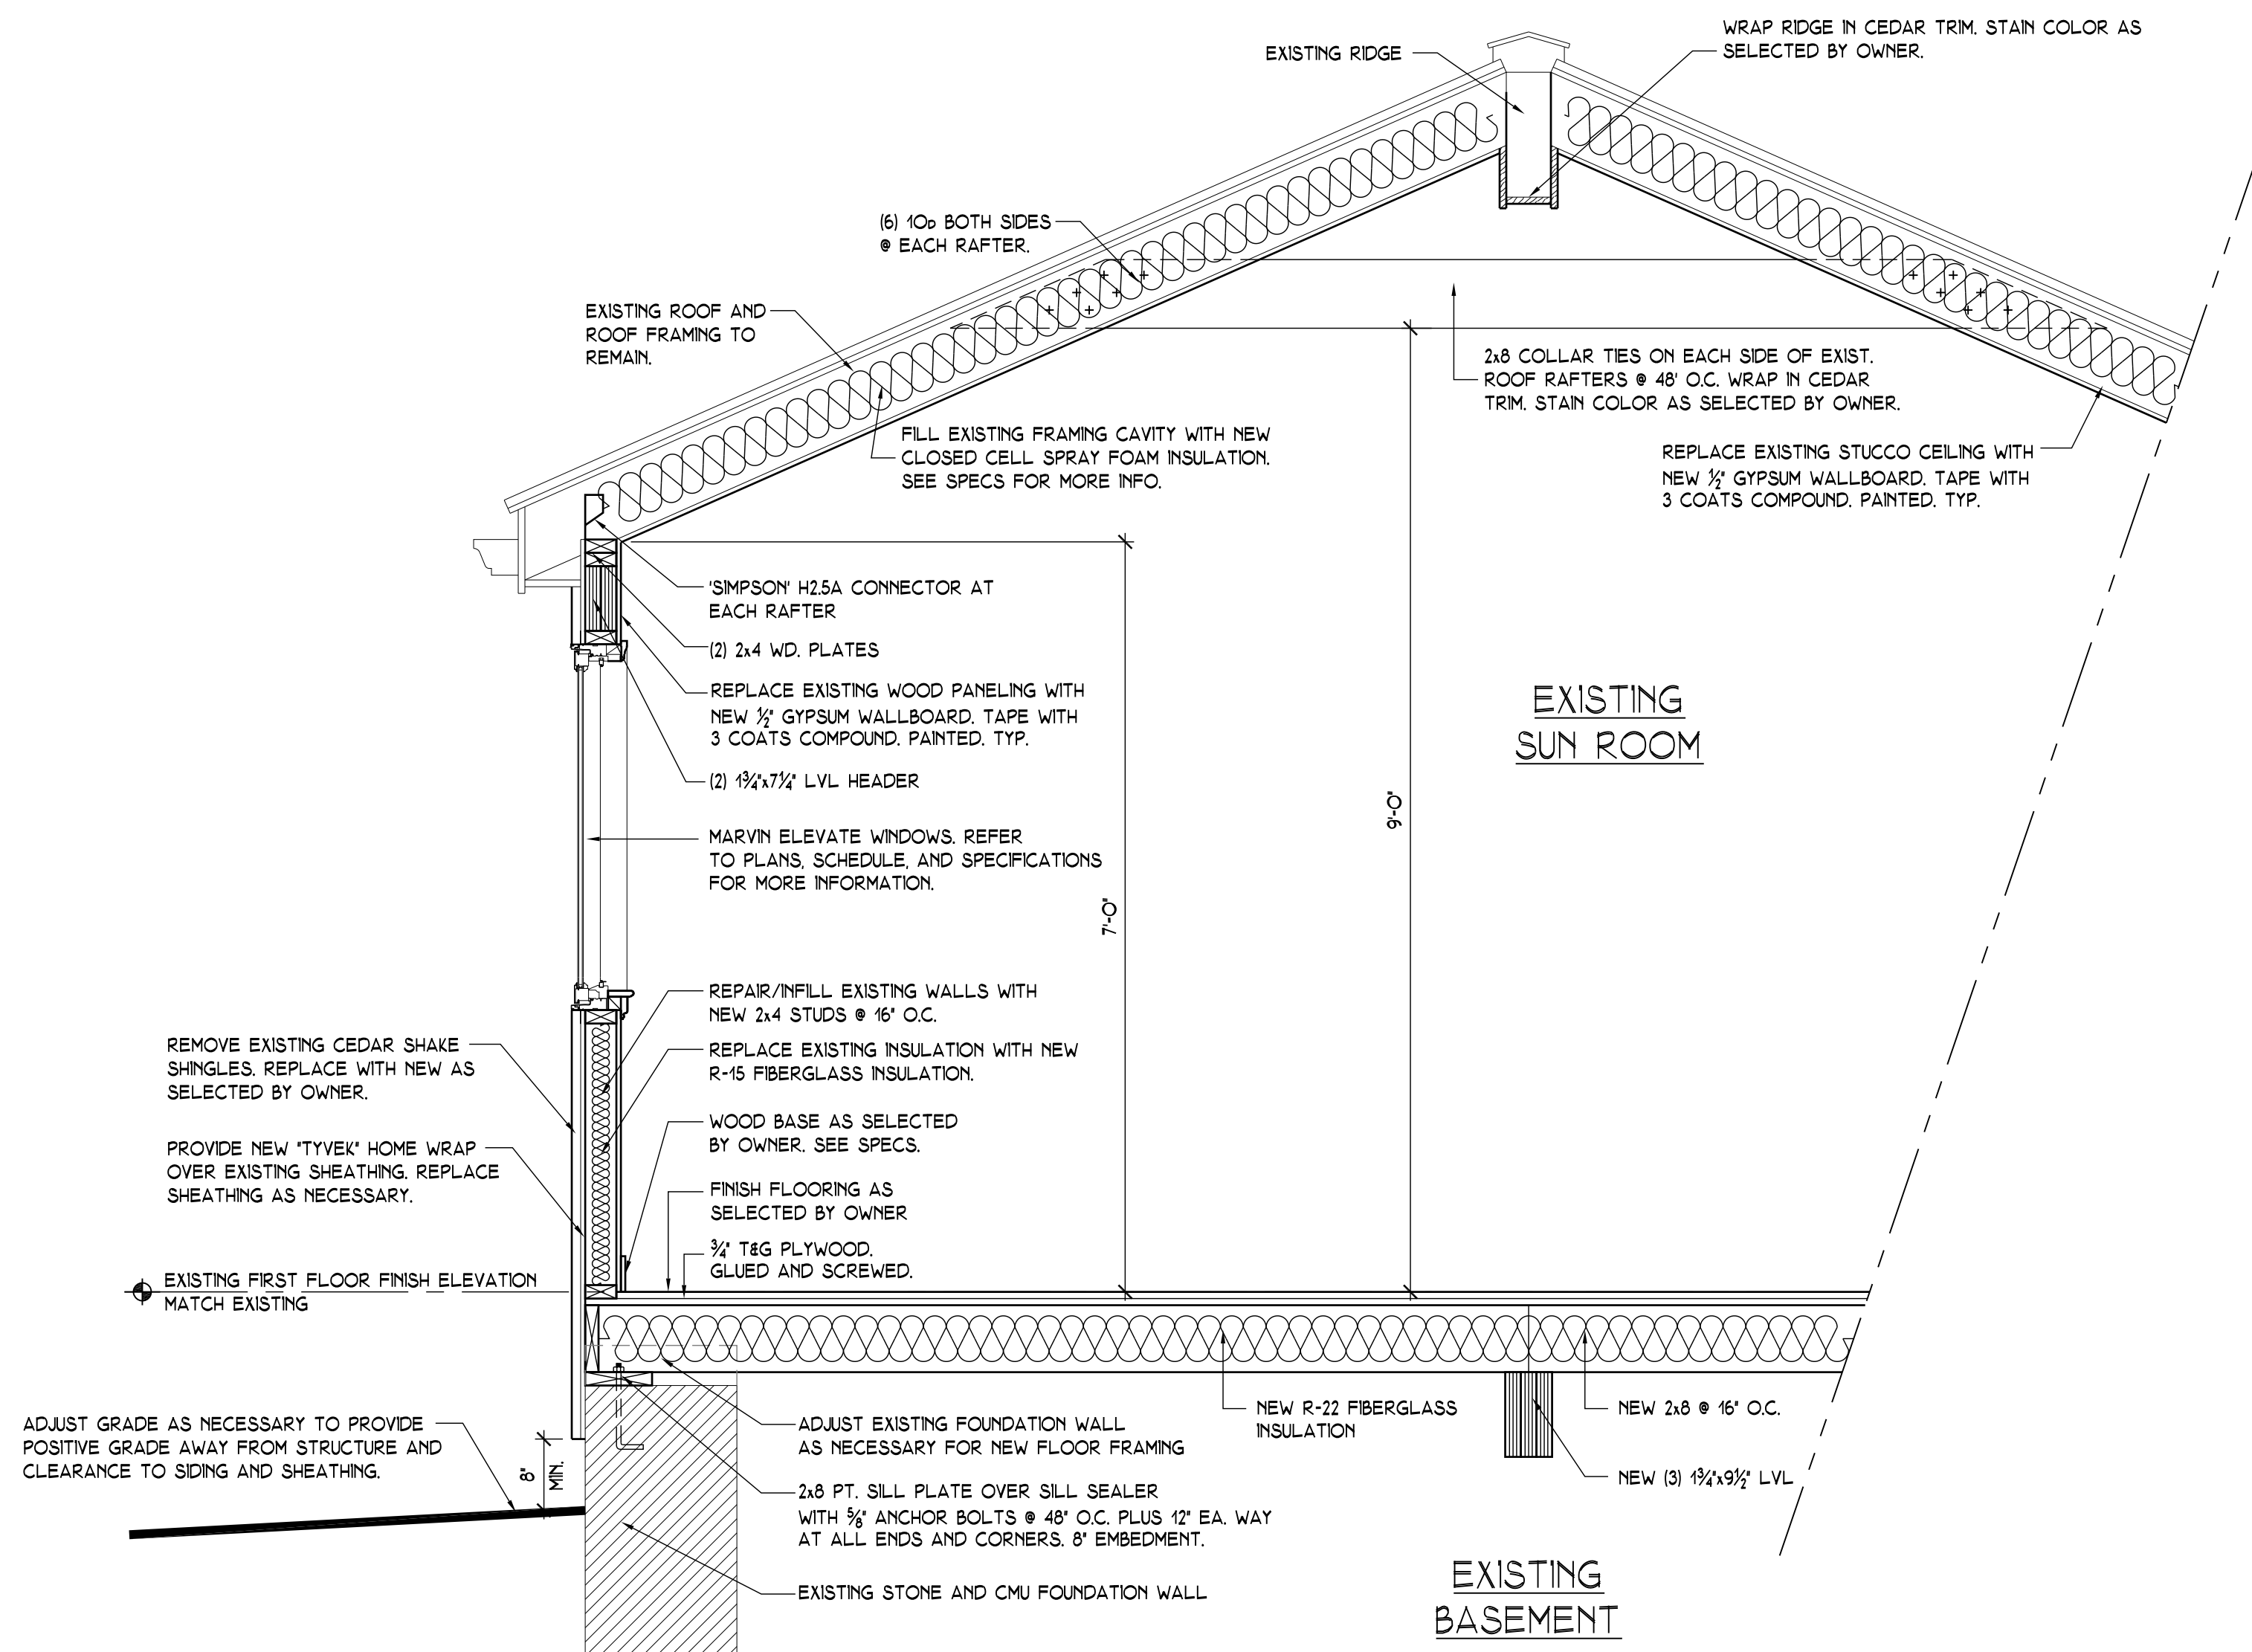 WRAP RIDGE IN CEDAR TRIM. STAIN COLOR AS
SELECTED BY OWNER.
EXISTING RIDGE
(6) 10D BOTH SIDES
@ EACH RAFTER.
EXISTING ROOF AND
ROOF FRAMING TO
REMAIN.
2x8 COLLAR TIES ON EACH SIDE OF EXIST.
ROOF RAFTERS @ 48' O.C. WRAP IN CEDAR
TRIM. STAIN COLOR AS SELECTED BY OWNER.
FILL EXISTING FRAMING CAVITY WITH NEW
CLOSED CELL SPRAY FOAM INSULATION.
SEE SPECS FOR MORE INFO.
REPLACE EXISTING STUCCO CEILING WITH
NEW ½" GYPSUM WALLBOARD. TAPE WITH
3 COATS COMPOUND. PAINTED. TYP.
'SIMPSON' H2.5A CONNECTOR AT
EACH RAFTER
(2) 2x4 WD. PLATES
REPLACE EXISTING WOOD PANELING WITH
NEW ½" GYPSUM WALLBOARD. TAPE WITH
3 COATS COMPOUND. PAINTED. TYP.
(2) 1¾"x7¼" LVL HEADER
EXISTING
SUN ROOM
9'-0"
7'-0"
MARVIN ELEVATE WINDOWS. REFER
TO PLANS, SCHEDULE, AND SPECIFICATIONS
FOR MORE INFORMATION.
REPAIR/INFILL EXISTING WALLS WITH
NEW 2x4 STUDS @ 16" O.C.
REPLACE EXISTING INSULATION WITH NEW
R-15 FIBERGLASS INSULATION.
WOOD BASE AS SELECTED
BY OWNER. SEE SPECS.
FINISH FLOORING AS
SELECTED BY OWNER
¾" T&G PLYWOOD.
GLUED AND SCREWED.
REMOVE EXISTING CEDAR SHAKE
SHINGLES. REPLACE WITH NEW AS
SELECTED BY OWNER.
PROVIDE NEW "TYVEK" HOME WRAP
OVER EXISTING SHEATHING. REPLACE
SHEATHING AS NECESSARY.
EXISTING FIRST FLOOR FINISH ELEVATION
MATCH EXISTING
ADJUST GRADE AS NECESSARY TO PROVIDE
POSITIVE GRADE AWAY FROM STRUCTURE AND
CLEARANCE TO SIDING AND SHEATHING.
8"
MIN.
ADJUST EXISTING FOUNDATION WALL
AS NECESSARY FOR NEW FLOOR FRAMING
2x8 PT. SILL PLATE OVER SILL SEALER
WITH ⅝" ANCHOR BOLTS @ 48" O.C. PLUS 12" EA. WAY
AT ALL ENDS AND CORNERS. 8" EMBEDMENT.
EXISTING STONE AND CMU FOUNDATION WALL
NEW R-22 FIBERGLASS
INSULATION
NEW 2x8 @ 16" O.C.
NEW (3) 1¾"x9½" LVL
EXISTING
BASEMENT